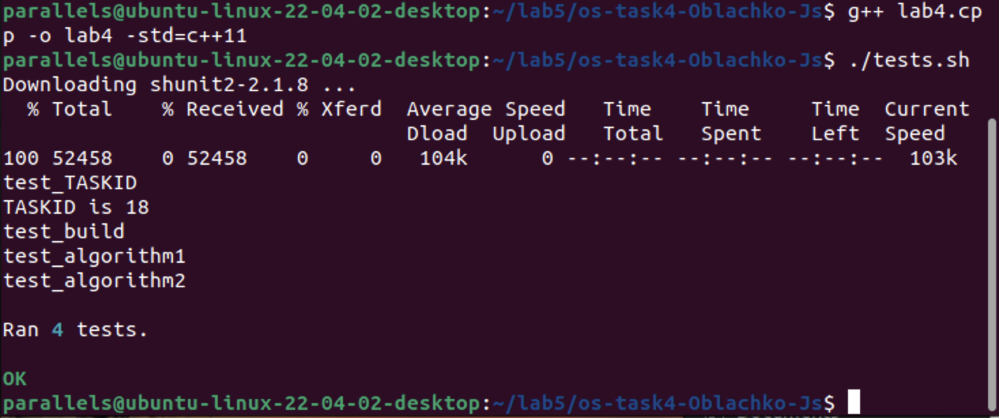 parallels@ubuntu-linux-22-04-02-desktop:~/lab5/os-task4-Oblachko-Js$ g++ lab4.cp
p -o lab4 -std=c++11
parallels@ubuntu-linux-22-04-02-desktop:~/lab5/os-task4-Oblachko-Js$ ./tests.sh
Downloading shunit2-2.1.8 ...
  % Total    % Received % Xferd  Average Speed   Time    Time     Time  Current
                                 Dload  Upload   Total   Spent    Left  Speed
100 52458    0 52458    0     0   104k      0 --:--:-- --:--:-- --:--:--  103k
test_TASKID
TASKID is 18
test_build
test_algorithm1
test_algorithm2
Ran 4 tests.
OK
parallels@ubuntu-linux-22-04-02-desktop:~/lab5/os-task4-Oblachko-Js$